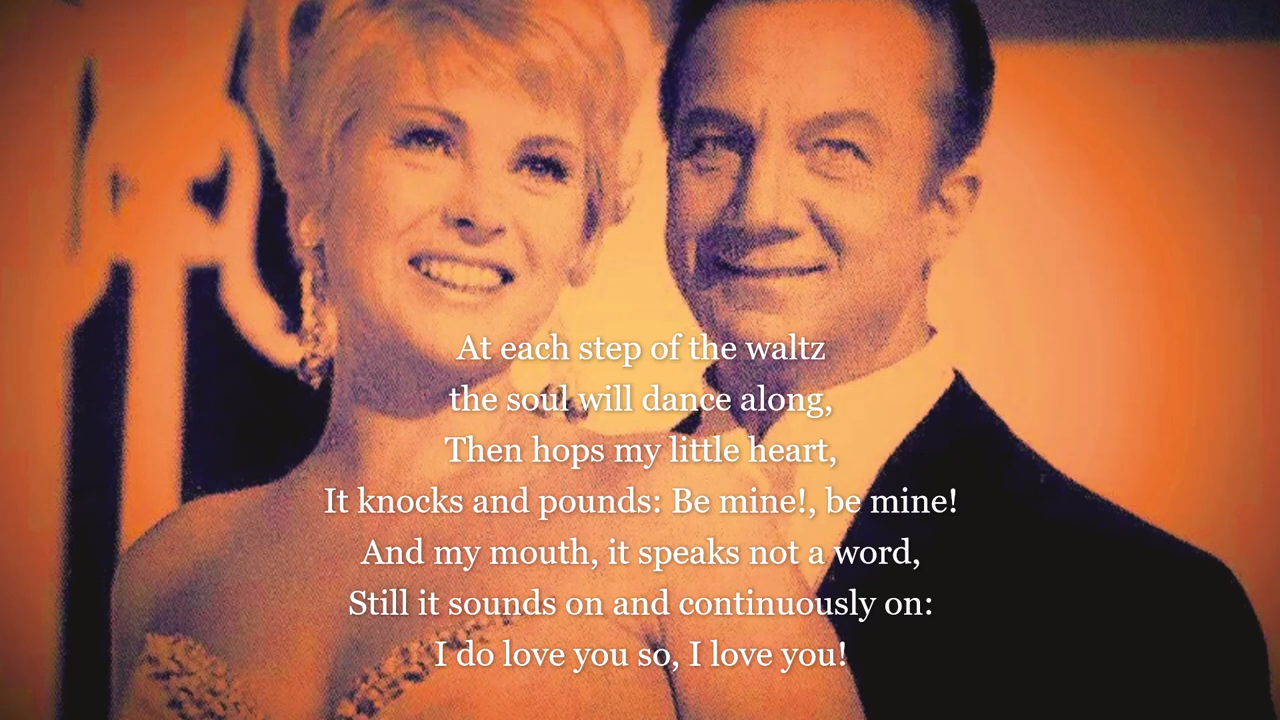 At each step of the waltz
the soul will dance along,
Then hops my little heart,
It knocks and pounds: Be mine!, be mine!
And my mouth, it speaks not a word,
Still it sounds on and continuously on:
I do love you so, I love you!